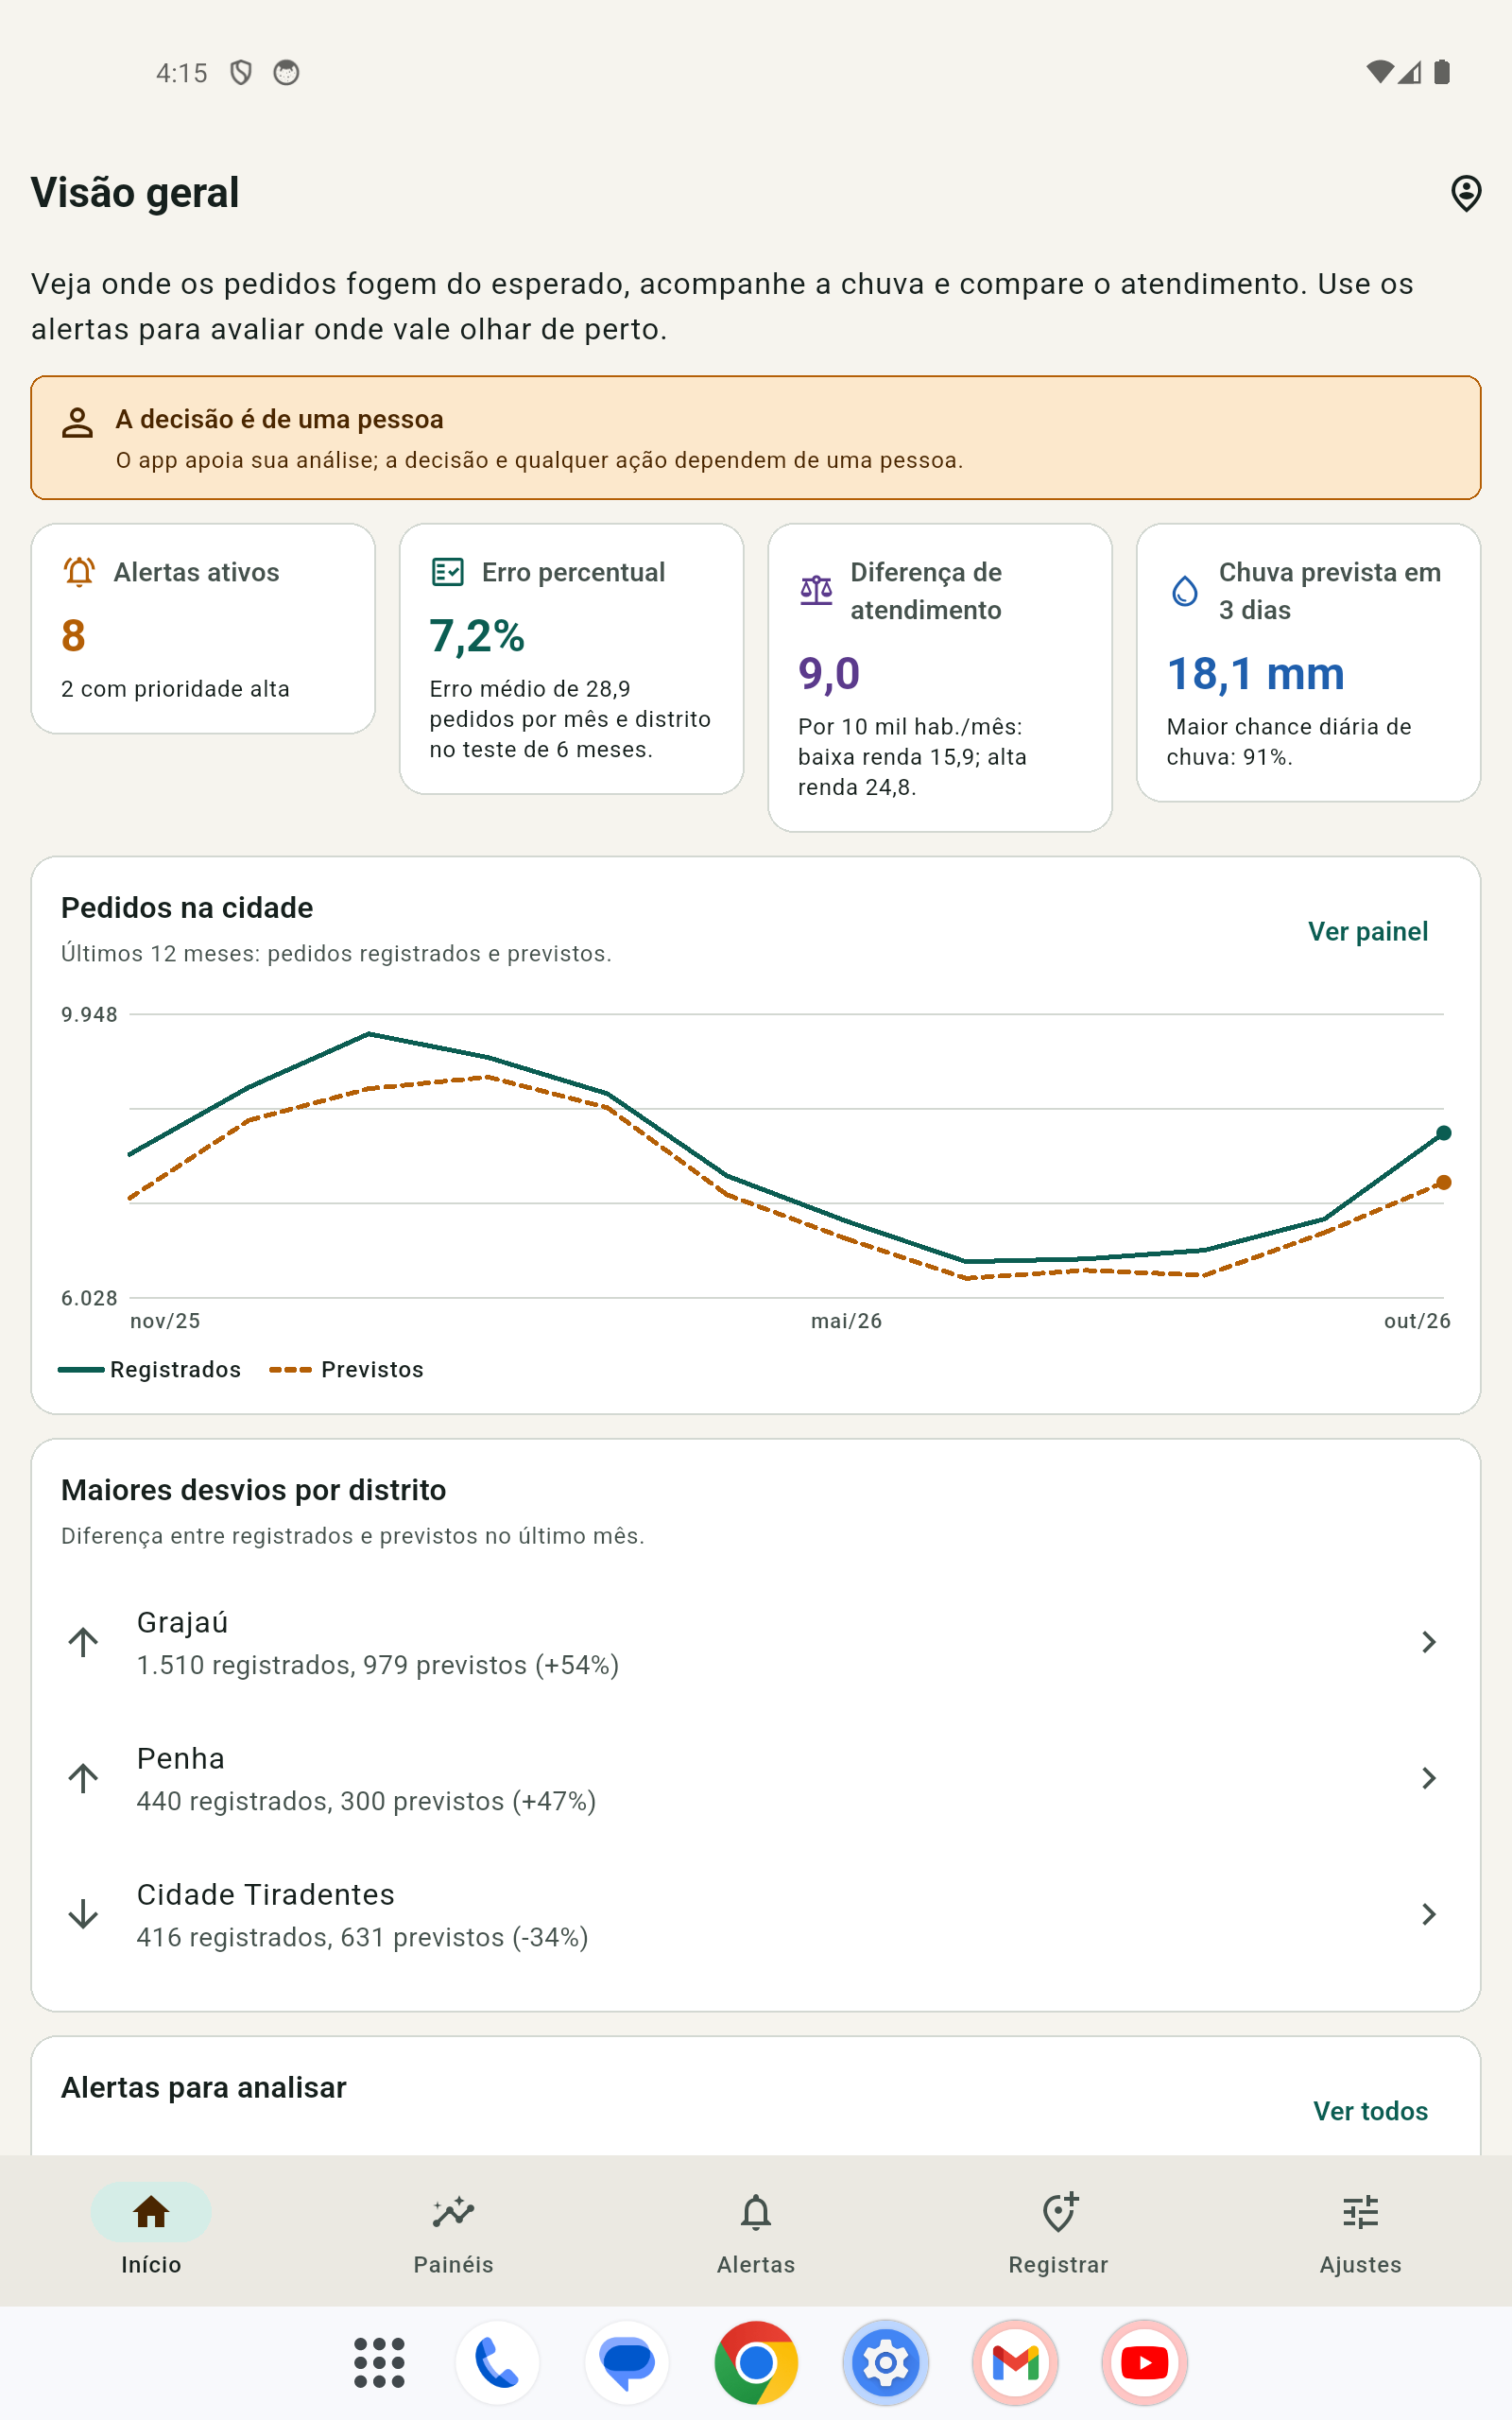 4:15
Visão geral
Veja onde os pedidos fogem do esperado, acompanhe a chuva e compare o atendimento. Use os
alertas para avaliar onde vale olhar de perto.
A decisão é de uma pessoa
O app apoia sua análise; a decisão e qualquer ação dependem de uma pessoa.
Alertas ativos
8
2 com prioridade alta
Erro percentual
7,2%
Erro médio de 28,9
pedidos por mês e distrito
no teste de 6 meses.
Diferença de
atendimento
9,0
Por 10 mil hab./mês:
baixa renda 15,9; alta
renda 24,8.
Chuva prevista em
3 dias
18,1 mm
Maior chance diária de
chuva: 91%.
Pedidos na cidade
Últimos 12 meses: pedidos registrados e previstos.
Ver painel
9.948
6.028
nov/25 mai/26 out/26
Registrados Previstos
Maiores desvios por distrito
Diferença entre registrados e previstos no último mês.
Grajaú
1.510 registrados, 979 previstos (+54%)
Penha
440 registrados, 300 previstos (+47%)
Cidade Tiradentes
416 registrados, 631 previstos (-34%)
Alertas para analisar
Ver todos
Início Painéis Alertas Registrar Ajustes